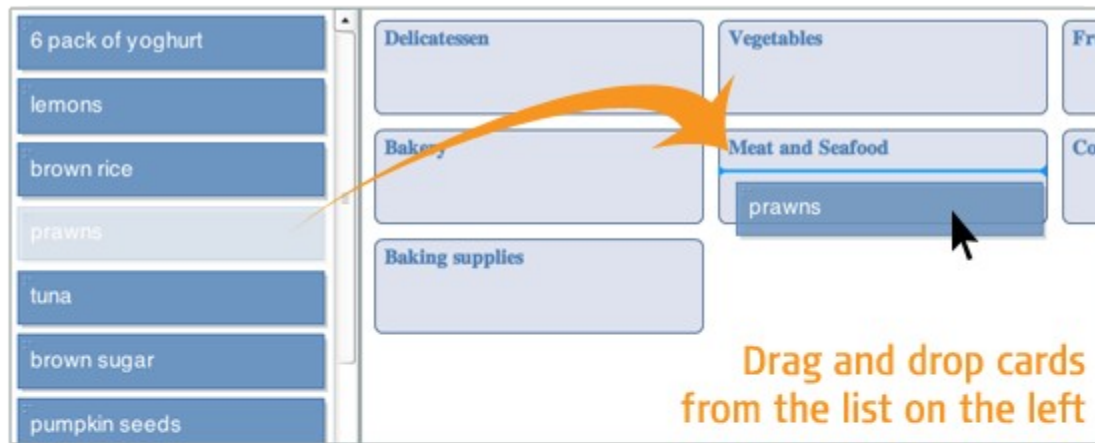 6 pack of yoghurt
lemons
brown rice
prawns
tuna
brown sugar
pumpkin seeds
Delicatessen
Vegetables
Bakery
Meat and Seafood
prawns
Baking supplies
Drag and drop cards
from the list on the left